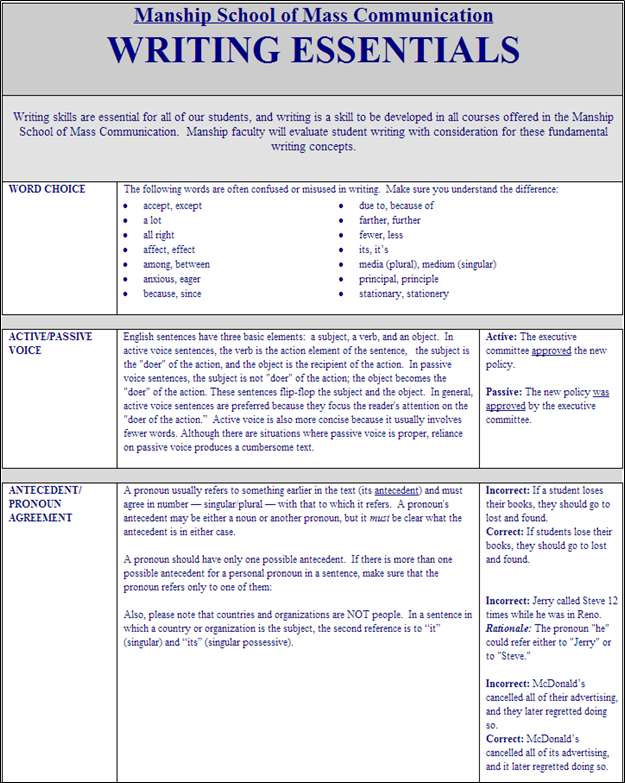 Manship School of Mass Communication
WRITING ESSENTIALS
Writing skills are essential for all of our students, and writing is a skill to be developed in all courses offered in the Manship
School of Mass Communication. Manship faculty will evaluate student writing with consideration for these fundamental
writing concepts.
WORD CHOICE
The following words are often confused or misused in writing. Make sure you understand the difference:
• accept, except
• a lot
• all right
• affect, effect
• among, between
• anxious, eager
• because, since
• due to, because of
• farther, further
• fewer, less
• its, it's
• media (plural), medium (singular)
• principal, principle
• stationary, stationery
ACTIVE/PASSIVE
VOICE
English sentences have three basic elements: a subject, a verb, and an object. In
active voice sentences, the verb is the action element of the sentence, the subject is
the "doer" of the action, and the object is the recipient of the action. In passive
voice sentences, the subject is not "doer" of the action; the object becomes the
"doer" of the action. These sentences flip-flop the subject and the object. In general,
active voice sentences are preferred because they focus the reader's attention on the
"doer of the action.” Active voice is also more concise because it usually involves
fewer words. Although there are situations where passive voice is proper, reliance
on passive voice produces a cumbersome text.
Active: The executive
committee approved the new
policy.
Passive: The new policy was
approved by the executive
committee.
ANTECEDENT/
PRONOUN
AGREEMENT
A pronoun usually refers to something earlier in the text (its antecedent) and must
agree in number — singular/plural — with that to which it refers. A pronoun's
antecedent may be either a noun or another pronoun, but it must be clear what the
antecedent is in either case.
A pronoun should have only one possible antecedent. If there is more than one
possible antecedent for a personal pronoun in a sentence, make sure that the
pronoun refers only to one of them:
Also, please note that countries and organizations are NOT people. In a sentence in
which a country or organization is the subject, the second reference is to “it”
(singular) and “its” (singular possessive).
Incorrect: If a student loses
their books, they should go to
lost and found.
Correct: If students lose their
books, they should go to lost
and found.
Incorrect: Jerry called Steve 12
times while he was in Reno.
Rationale: The pronoun "he"
could refer either to "Jerry" or
to "Steve."
Incorrect: McDonald’s
cancelled all of their advertising,
and they later regretted doing
so.
Correct: McDonald’s
cancelled all of its advertising,
and it later regretted doing so.